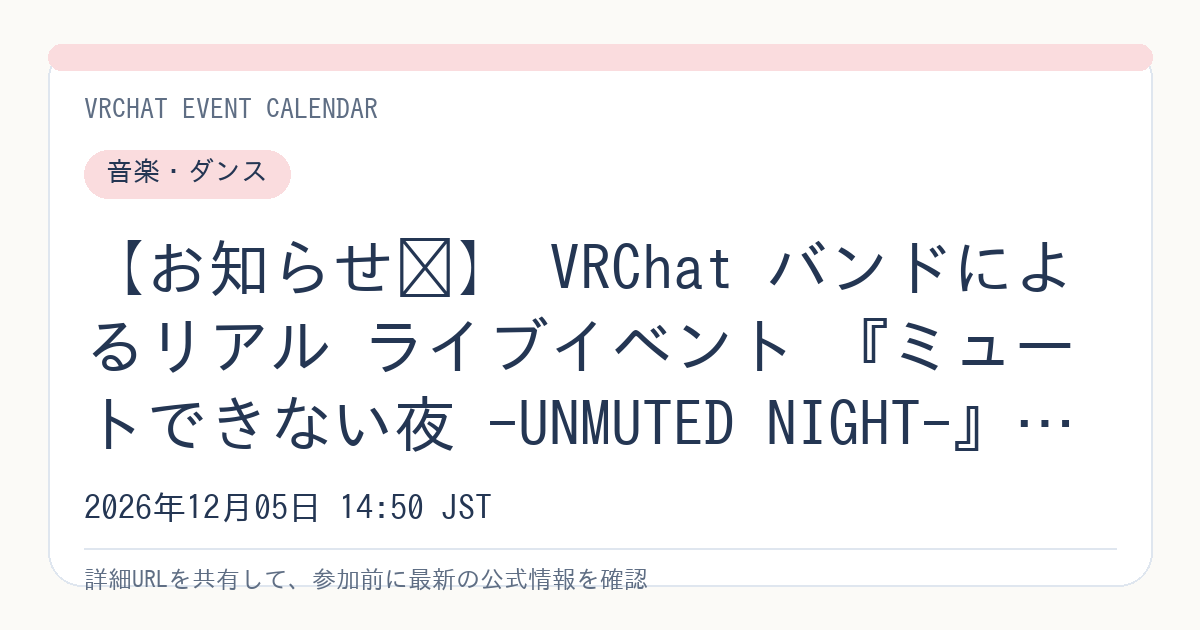 VRCHAT EVENT CALENDAR
音楽・ダンス
【お知らせ】 VRChat バンドによ
るリアル ライブイベント 『ミュー
トできない夜 -UNMUTED NIGHT-』…
2026年12月05日 14:50 JST
詳細URLを共有して、参加前に最新の公式情報を確認